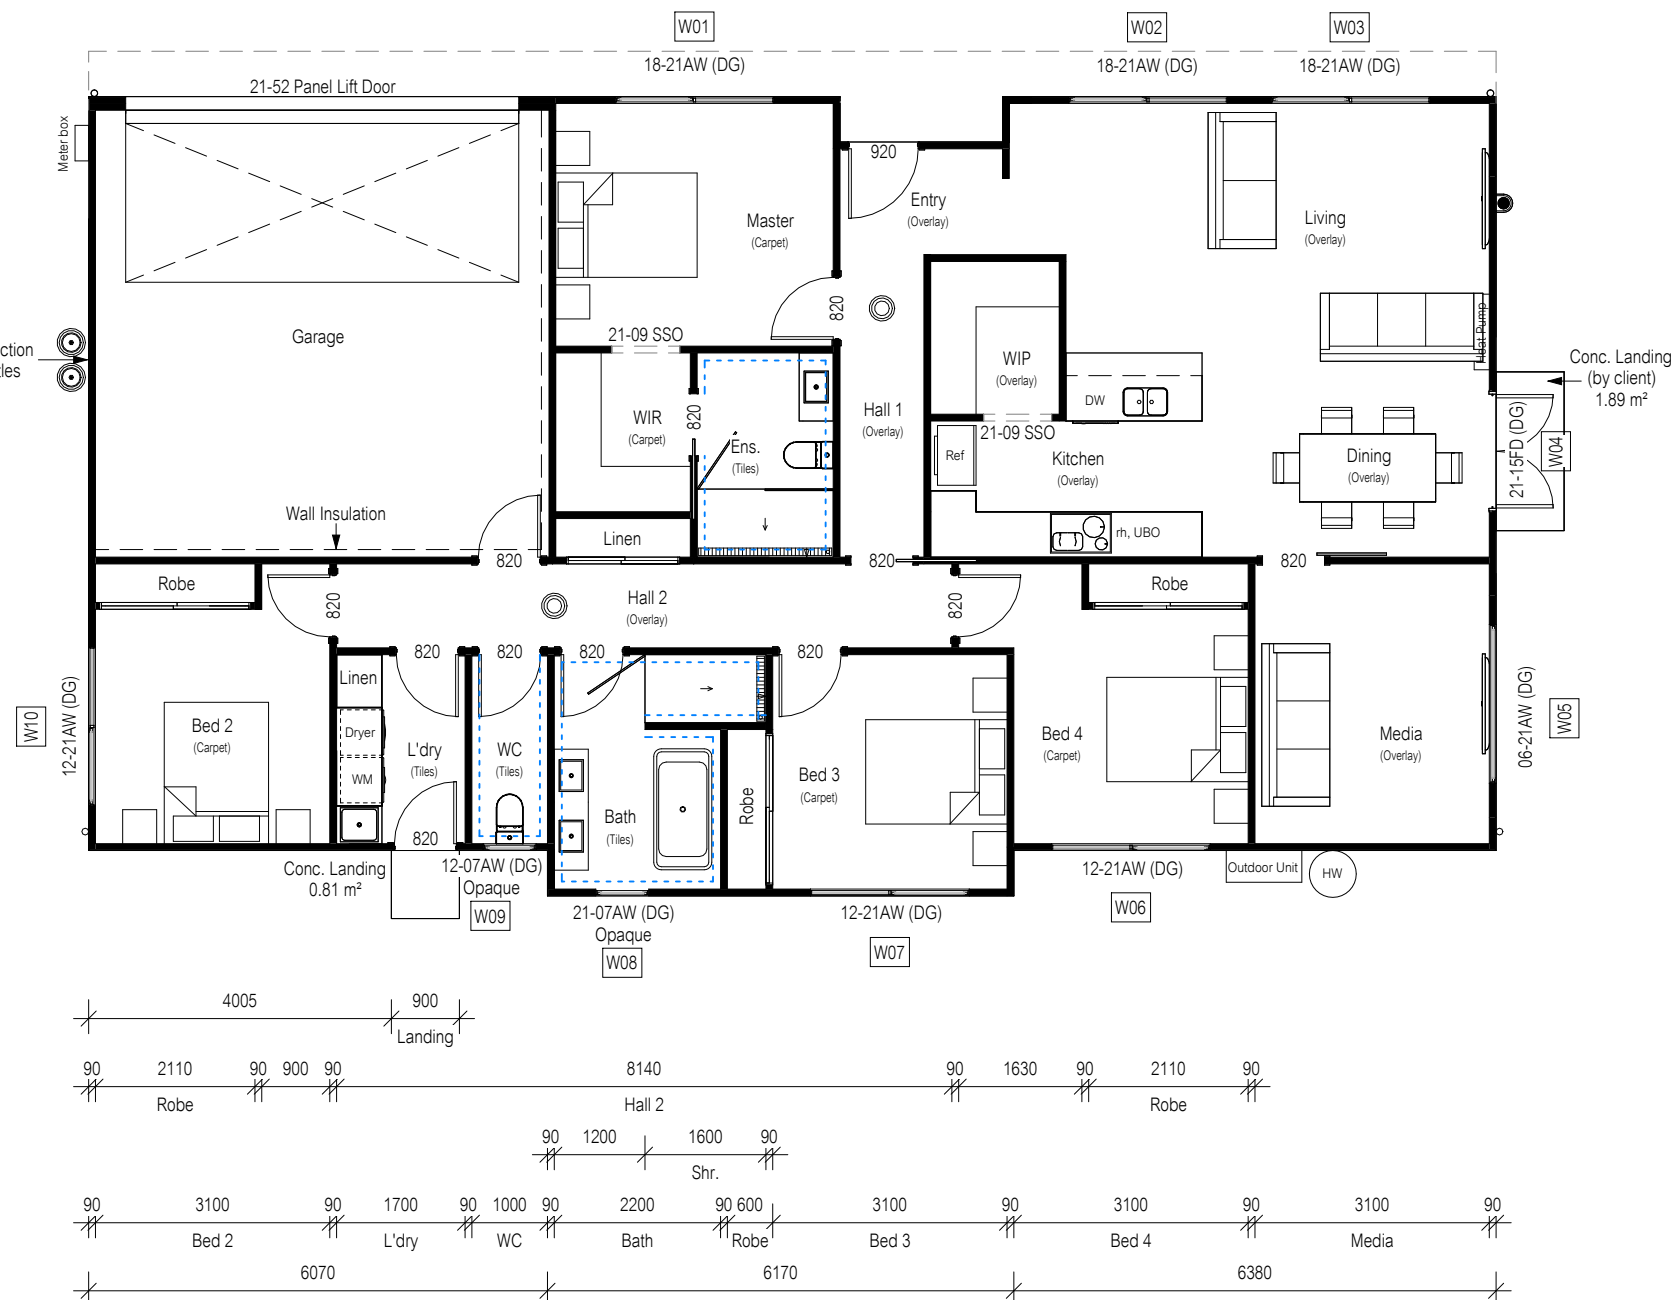 W01
W02
W03
18-21AW (DG)
18-21AW (DG)
18-21AW (DG)
21-52 Panel Lift Door
Meter box
920
Entry
(Overlay)
Master
(Carpet)
Living
(Overlay)
820
Heat Pump
Garage
21-09 SSO
WIP
(Overlay)
Conc. Landing
(by client)
1.89 m²
DW
WIR
(Carpet)
820
Hall 1
(Overlay)
21-09 SSO
Ens.
(Tiles)
Ref
Kitchen
(Overlay)
Dining
(Overlay)
21-15FD (DG)
W04
Wall Insulation
Linen
rh, UBO
820
820
820
Robe
820
Hall 2
(Overlay)
820
Robe
820
820
820
820
Linen
Dryer
WM
L'dry
(Tiles)
WC
(Tiles)
Bed 2
(Carpet)
W10
12-21AW (DG)
Bed 4
(Carpet)
Media
(Overlay)
06-21AW (DG)
W05
Bed 3
(Carpet)
Robe
Bath
(Tiles)
820
Conc. Landing
0.81 m²
12-07AW (DG)
Opaque
W09
21-07AW (DG)
Opaque
W08
12-21AW (DG)
W07
12-21AW (DG)
W06
Outdoor Unit
HW
4005 900
Landing
90 2110 90 900 90 8140 90 1630 90 2110 90
Robe Hall 2 Robe
90 1200 1600 90
Shr.
90 3100 90 1700 90 1000 90 2200 90 600 3100 90 3100 90 3100 90
Bed 2 L'dry WC Bath Robe Bed 3 Bed 4 Media
6070 6170 6380